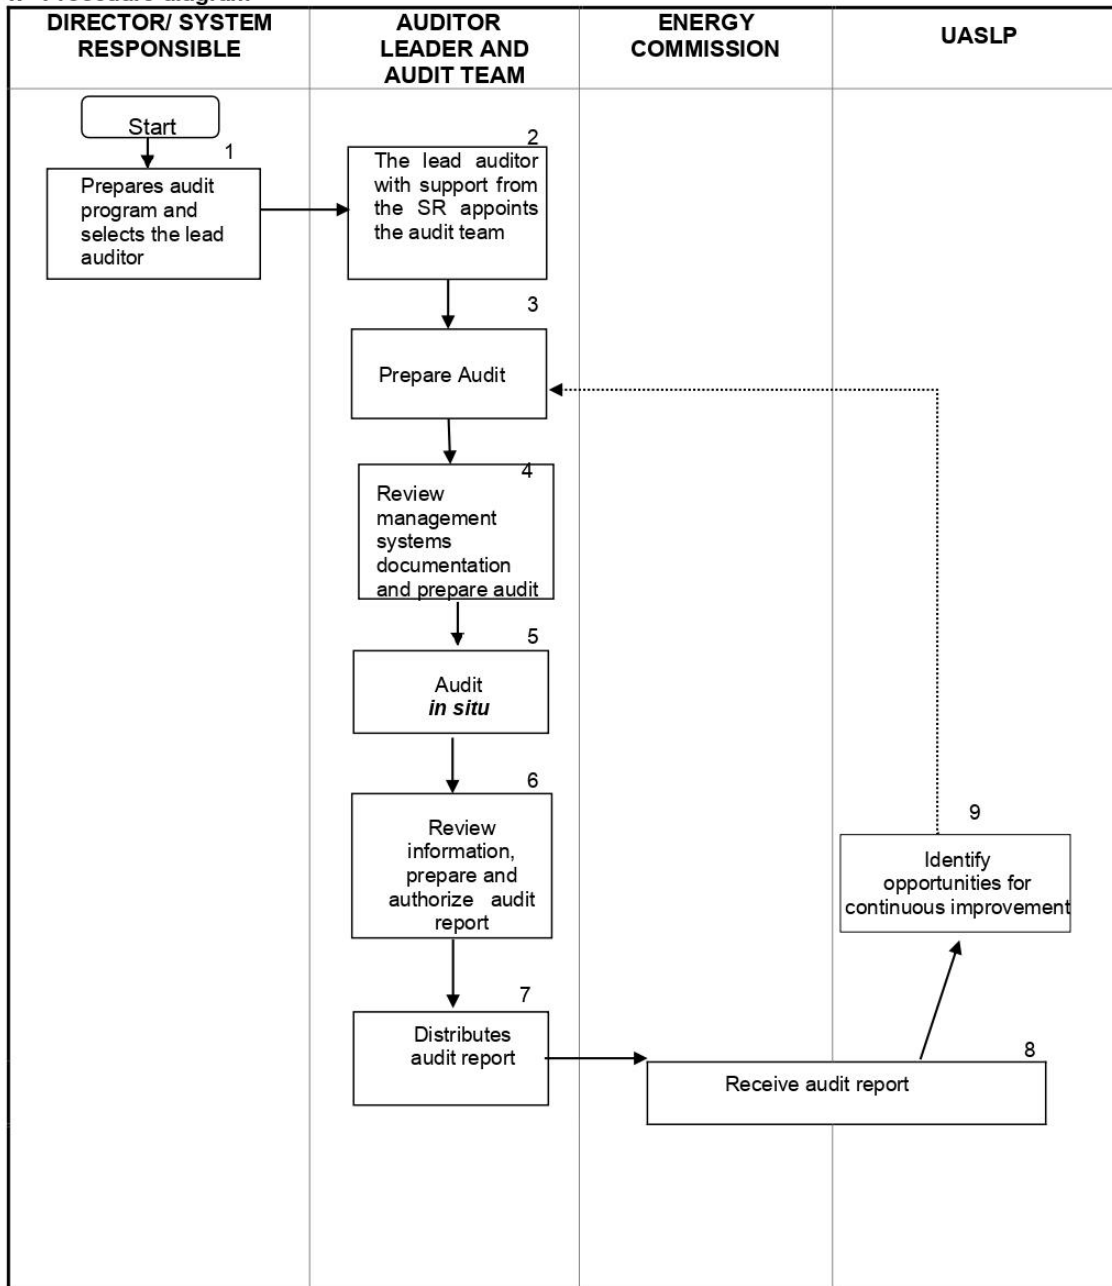 DIRECTOR/ SYSTEM
RESPONSIBLE
AUDITOR
LEADER AND
AUDIT TEAM
ENERGY
COMMISSION
UASLP
Start
1
Prepares audit
program and
selects the lead
auditor
2
The lead auditor
with support from
the SR appoints
the audit team
3
Prepare Audit
4
Review
management
systems
documentation
and prepare audit
5
Audit
in situ
6
Review
information,
prepare and
authorize audit
report
7
Distributes
audit report
8
Receive audit report
9
Identify
opportunities for
continuous improvement